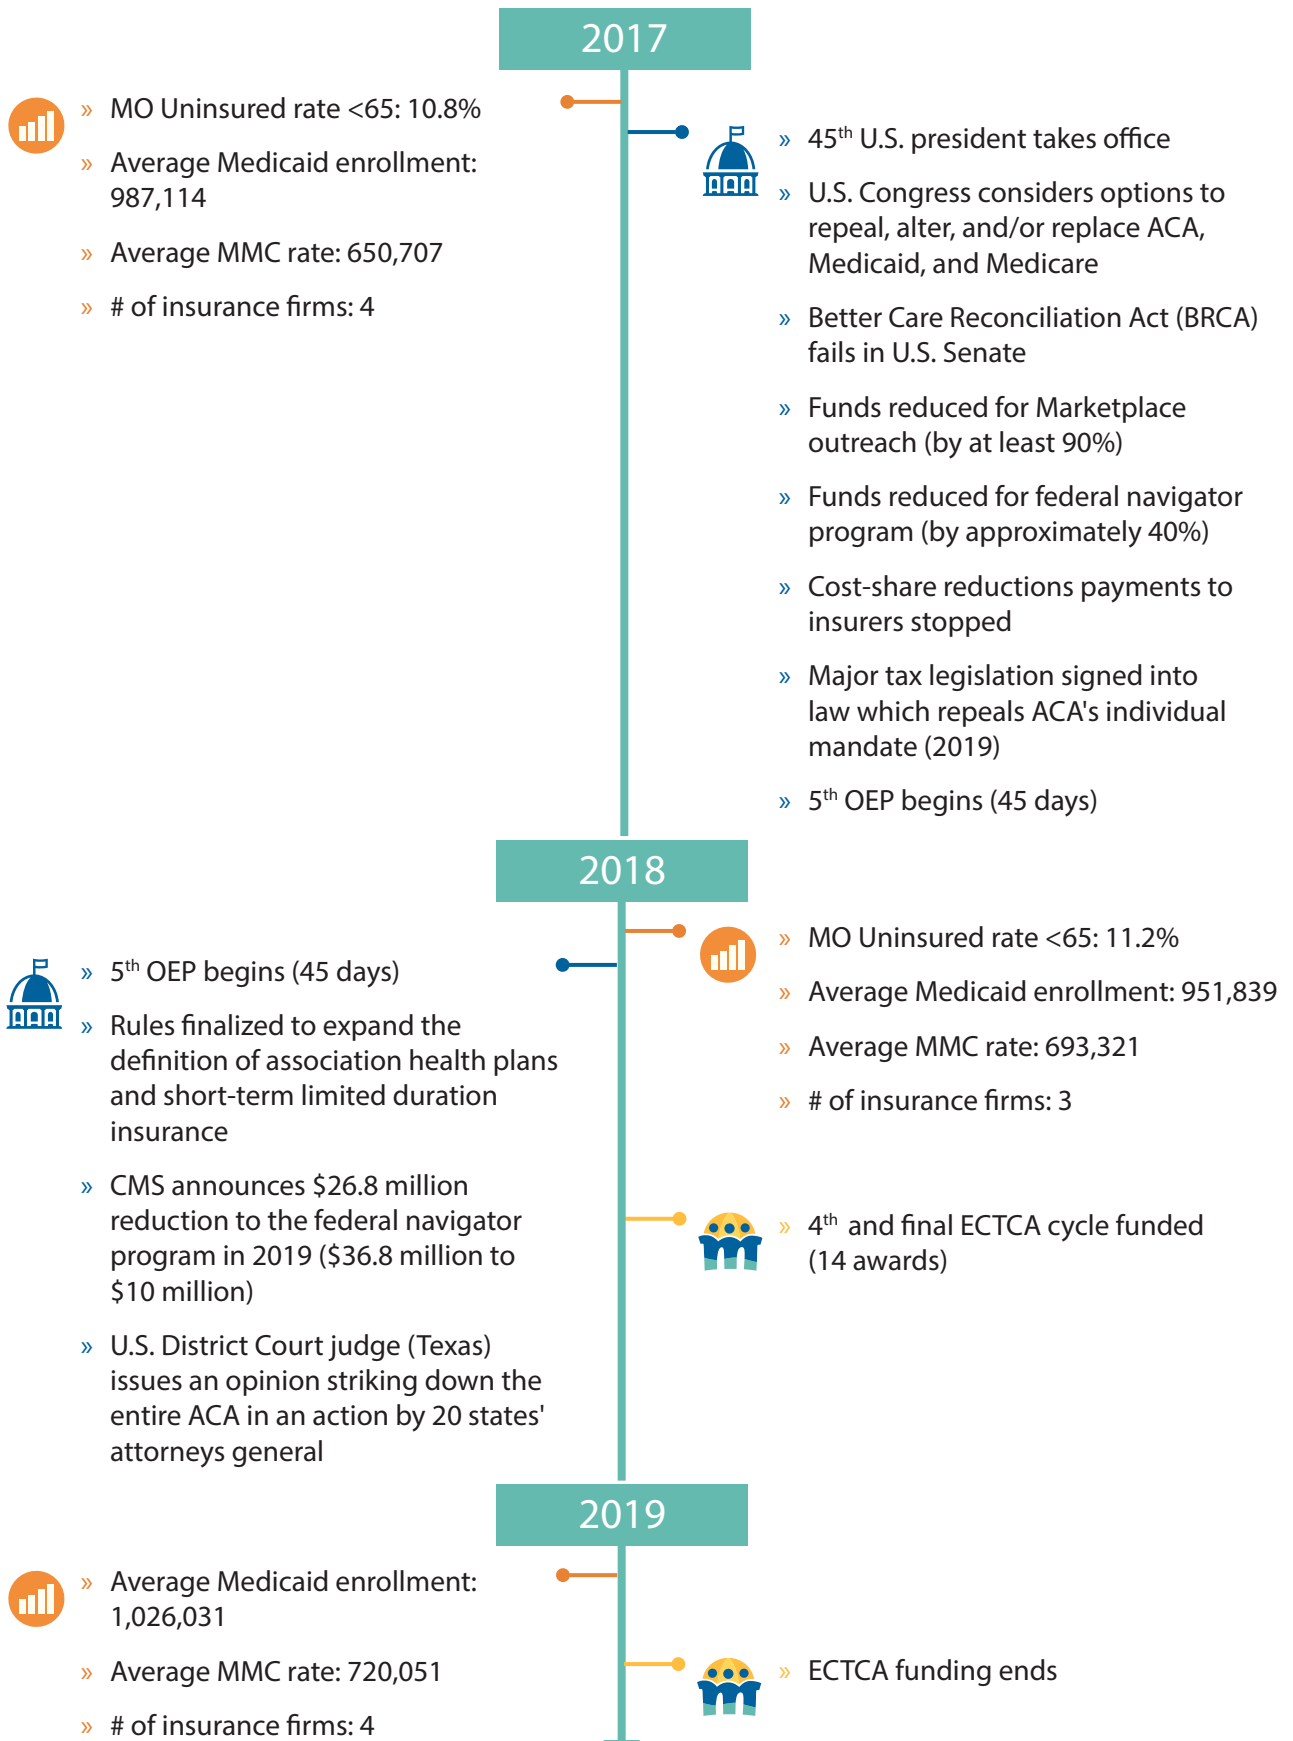 2017
» MO Uninsured rate <65: 10.8%
» Average Medicaid enrollment:
987,114
» Average MMC rate: 650,707
» # of insurance firms: 4
» 45th U.S. president takes office
» U.S. Congress considers options to
repeal, alter, and/or replace ACA,
Medicaid, and Medicare
» Better Care Reconciliation Act (BRCA)
fails in U.S. Senate
» Funds reduced for Marketplace
outreach (by at least 90%)
» Funds reduced for federal navigator
program (by approximately 40%)
» Cost-share reductions payments to
insurers stopped
» Major tax legislation signed into
law which repeals ACA's individual
mandate (2019)
» 5th OEP begins (45 days)
2018
» 5th OEP begins (45 days)
» Rules finalized to expand the
definition of association health plans
and short-term limited duration
insurance
» CMS announces $26.8 million
reduction to the federal navigator
program in 2019 ($36.8 million to
$10 million)
» U.S. District Court judge (Texas)
issues an opinion striking down the
entire ACA in an action by 20 states'
attorneys general
» MO Uninsured rate <65: 11.2%
» Average Medicaid enrollment: 951,839
» Average MMC rate: 693,321
» # of insurance firms: 3
» 4th and final ECTCA cycle funded
(14 awards)
2019
» Average Medicaid enrollment:
1,026,031
» Average MMC rate: 720,051
» # of insurance firms: 4
» ECTCA funding ends